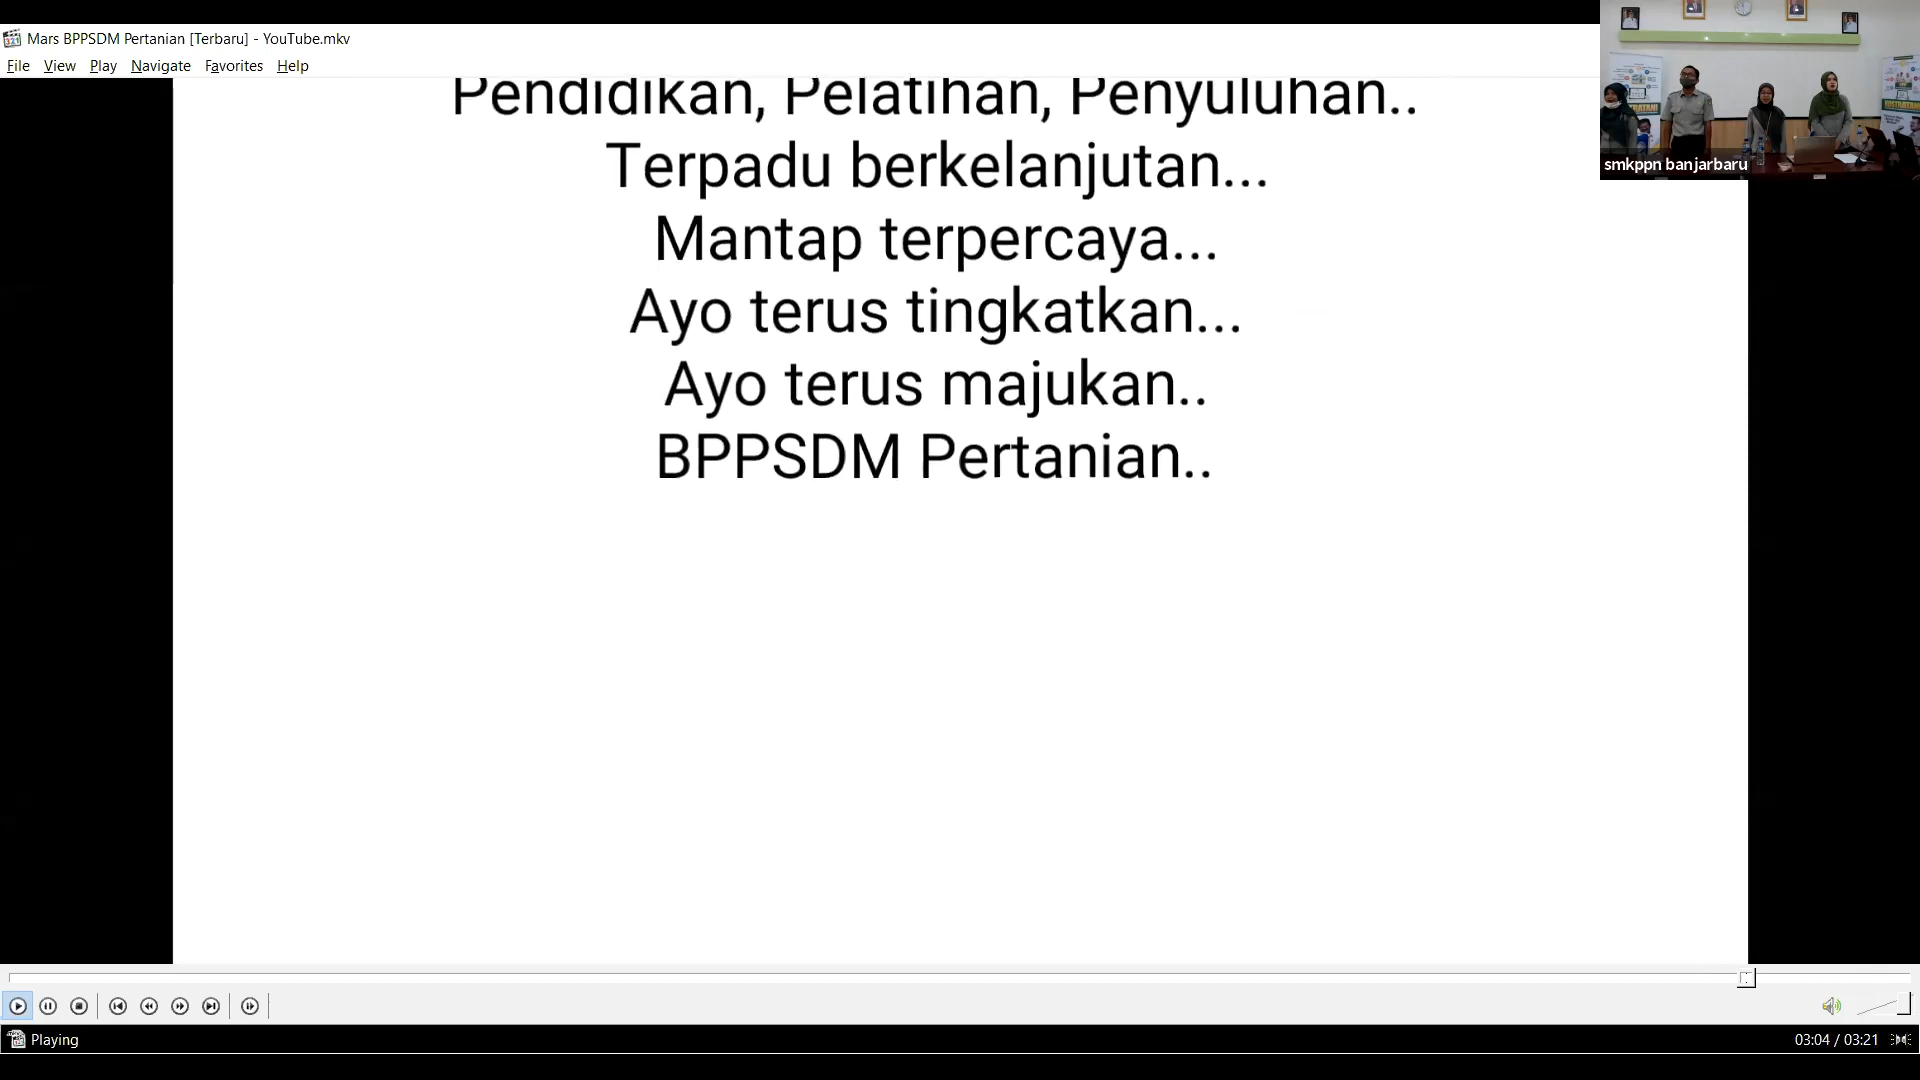 Mars BPPSDM Pertanian [Terbaru] - YouTube.mkv
File View Play Navigate Favorites Help
Pendidikan, Pelatihan, Penyuluhan..
Terpadu berkelanjutan...
Mantap terpercaya...
Ayo terus tingkatkan...
Ayo terus majukan..
BPPSDM Pertanian..
KOSTRATANI
smkppn banjarbaru
Playing
03:04 / 03:21